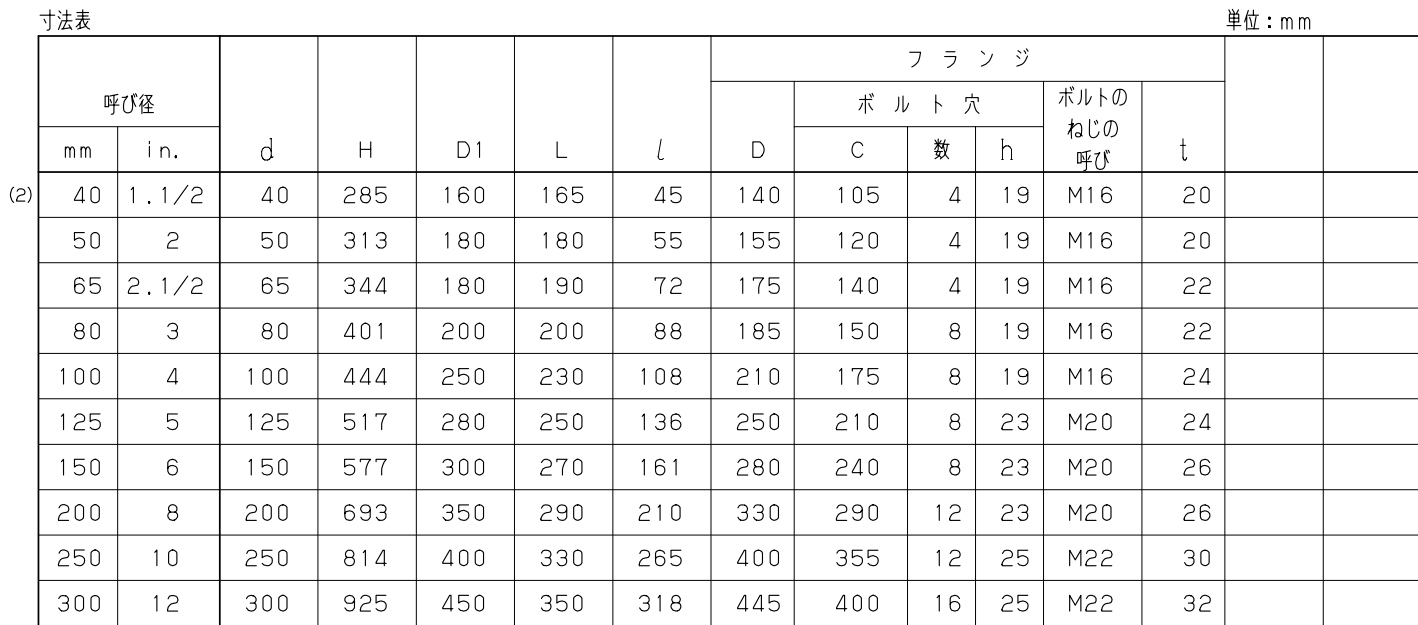 寸法表 単位：mm
フランジ
呼び径 ボルト穴 ボルトの
ねじの
呼び
mm in. d H D1 L l D C 数 h t
(2) 40 1.1/2 40 285 160 165 45 140 105 4 19 M16 20
50 2 50 313 180 180 55 155 120 4 19 M16 20
65 2.1/2 65 344 180 190 72 175 140 4 19 M16 22
80 3 80 401 200 200 88 185 150 8 19 M16 22
100 4 100 444 250 230 108 210 175 8 19 M16 24
125 5 125 517 280 250 136 250 210 8 23 M20 24
150 6 150 577 300 270 161 280 240 8 23 M20 26
200 8 200 693 350 290 210 330 290 12 23 M20 26
250 10 250 814 400 330 265 400 355 12 25 M22 30
300 12 300 925 450 350 318 445 400 16 25 M22 32